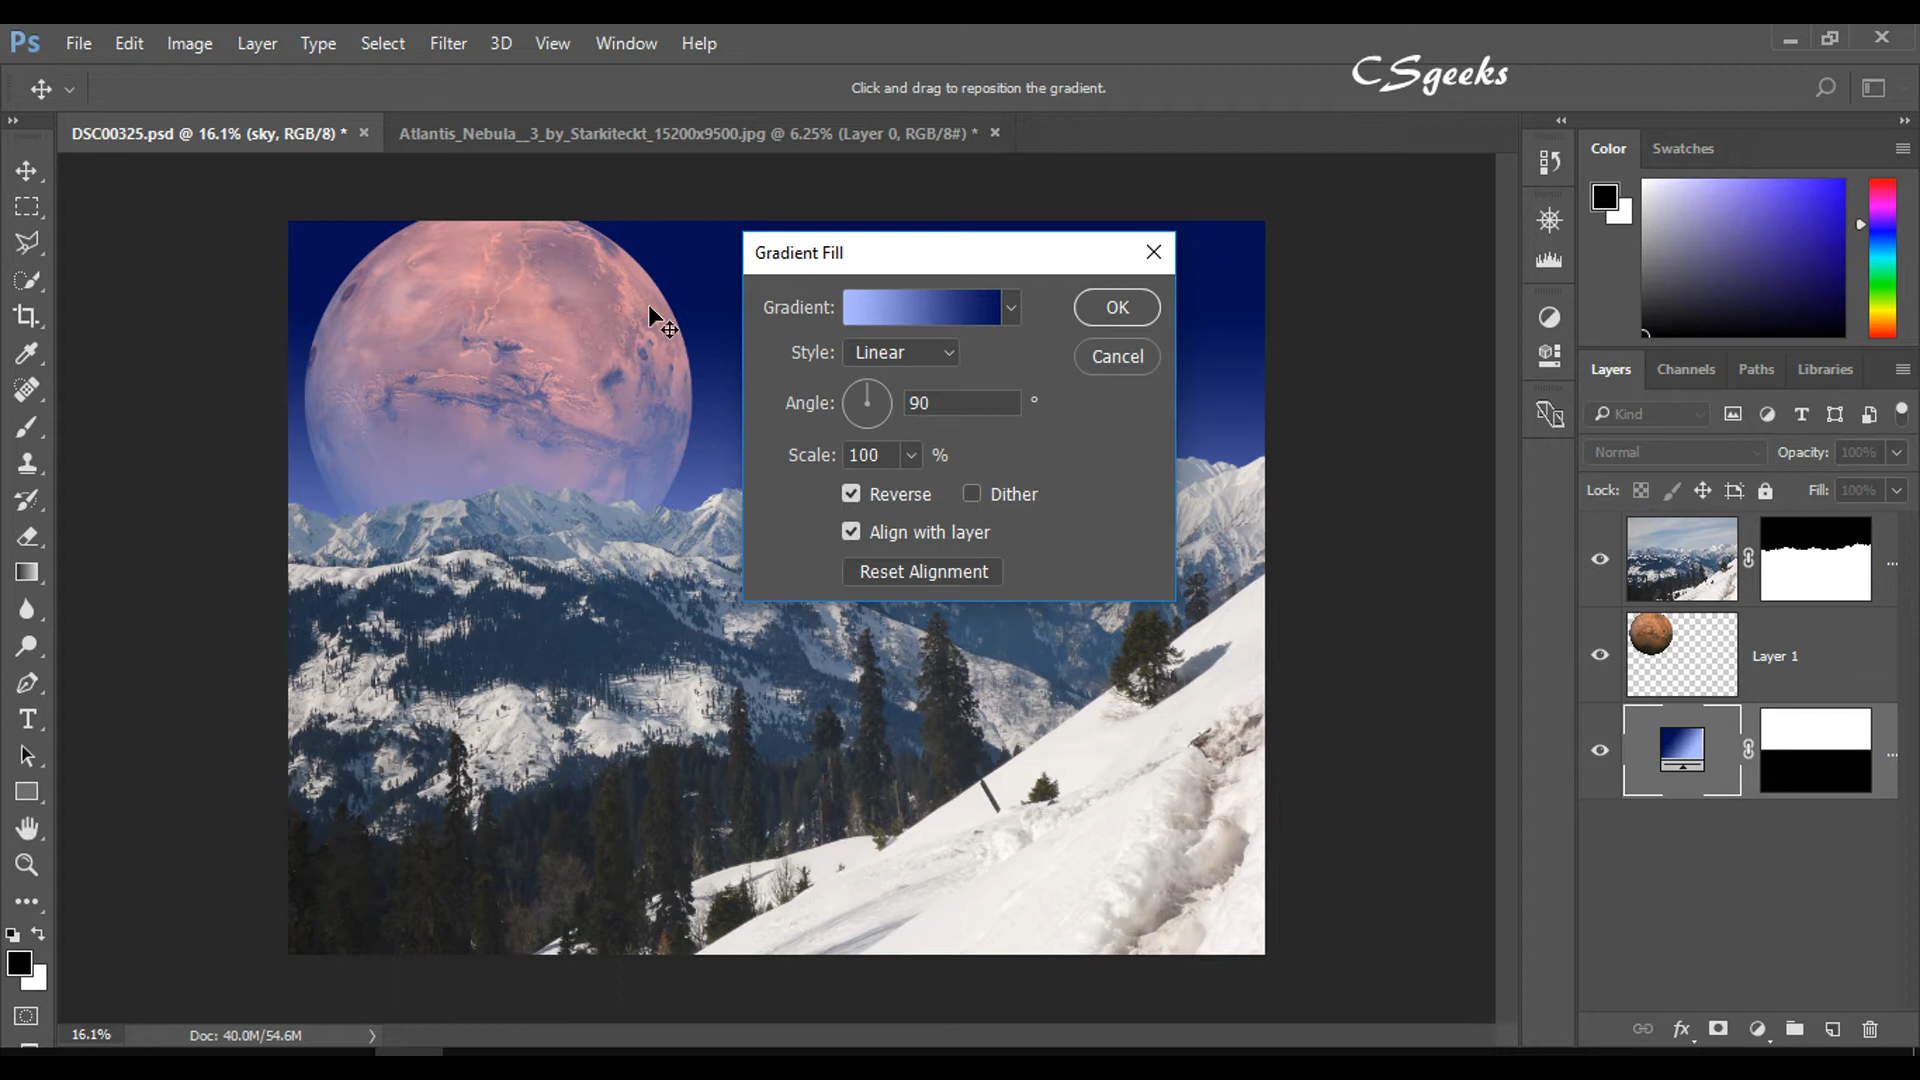 Ps File Edit Image Layer Type Select Filter 3D View Window Help
CSgeeks
Click and drag to reposition the gradient.
DSC00325.psd @ 16.1% (sky, RGB/8) * Atlantis_Nebula__3_by_Starkiteckt_15200x9500.jpg @ 6.25% (Layer 0, RGB/8#) *
Color Swatches
Gradient Fill
Gradient: OK
Style: Linear Cancel
Angle: 90 °
Scale: 100 %
Reverse Dither
Align with layer
Reset Alignment
Layers Channels Paths Libraries
Kind
Normal Opacity: 100%
Lock: Fill: 100%
...
Layer 1
...
fx
16.1% Doc: 40.0M/54.6M